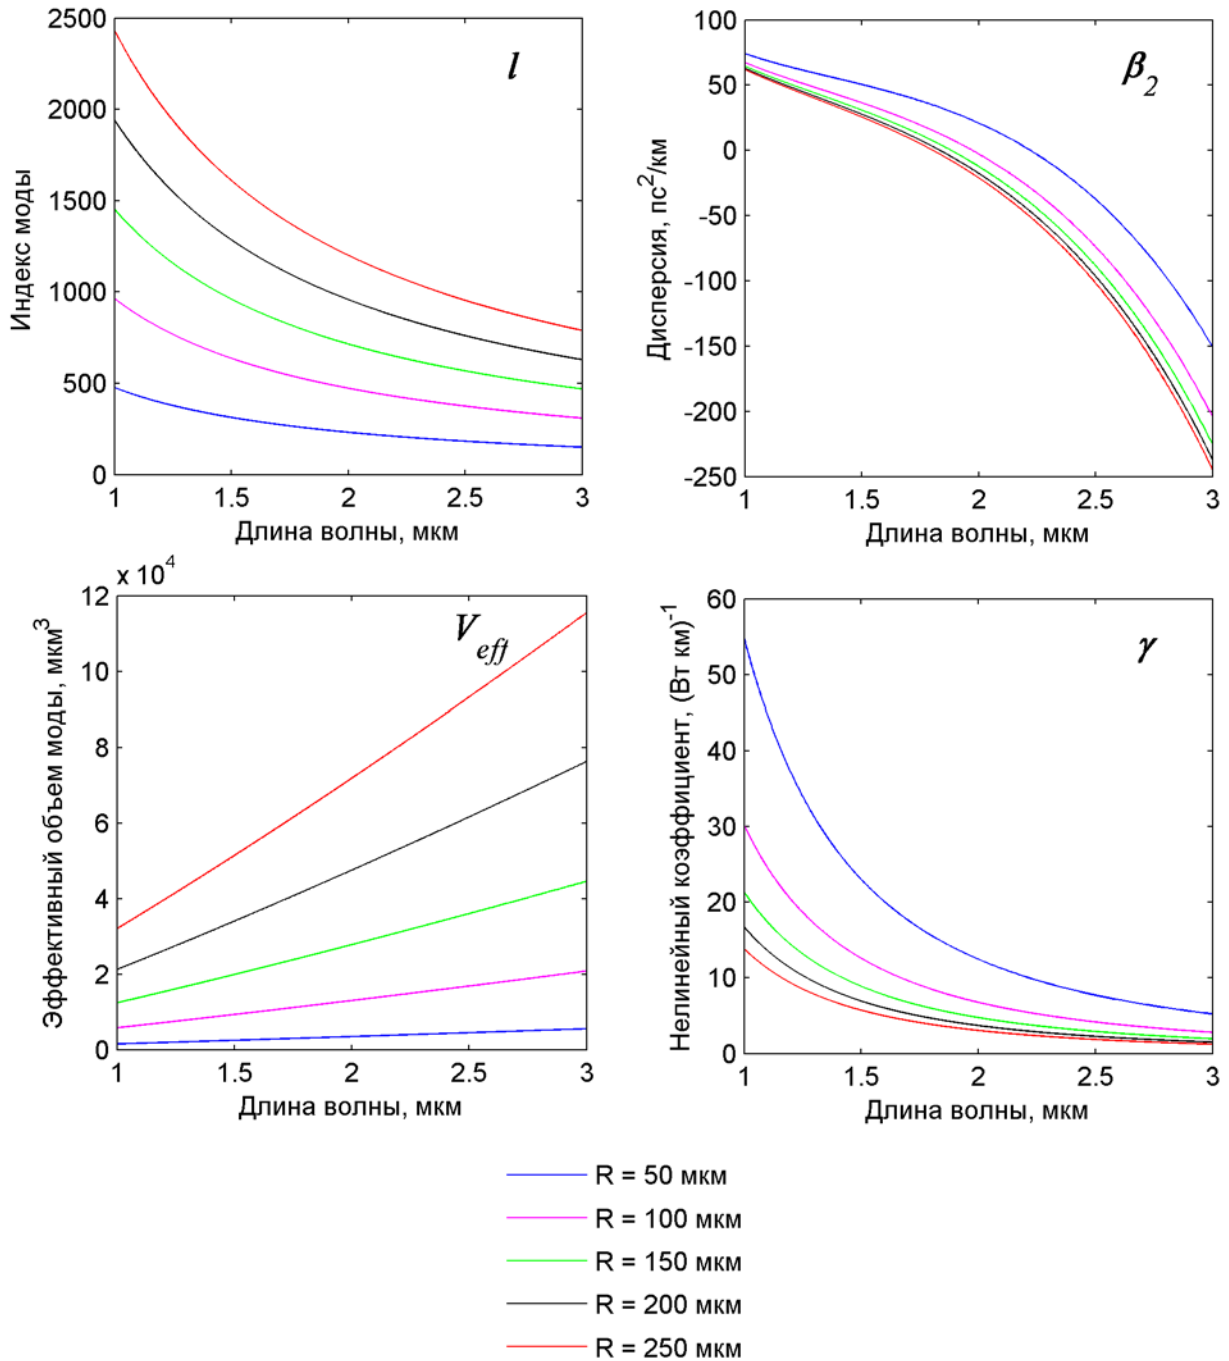 l
Индекс моды
2500
2000
1500
1000
500
0
1 1.5 2 2.5 3
Длина волны, мкм
β₂
Дисперсия, пс²/км
100
50
0
-50
-100
-150
-200
-250
1 1.5 2 2.5 3
Длина волны, мкм
x 10⁴
V_eff
Эффективный объем моды, мкм³
12
10
8
6
4
2
0
1 1.5 2 2.5 3
Длина волны, мкм
γ
Нелинейный коэффициент, (Вт км)⁻¹
60
50
40
30
20
10
0
1 1.5 2 2.5 3
Длина волны, мкм
R = 50 мкм
R = 100 мкм
R = 150 мкм
R = 200 мкм
R = 250 мкм